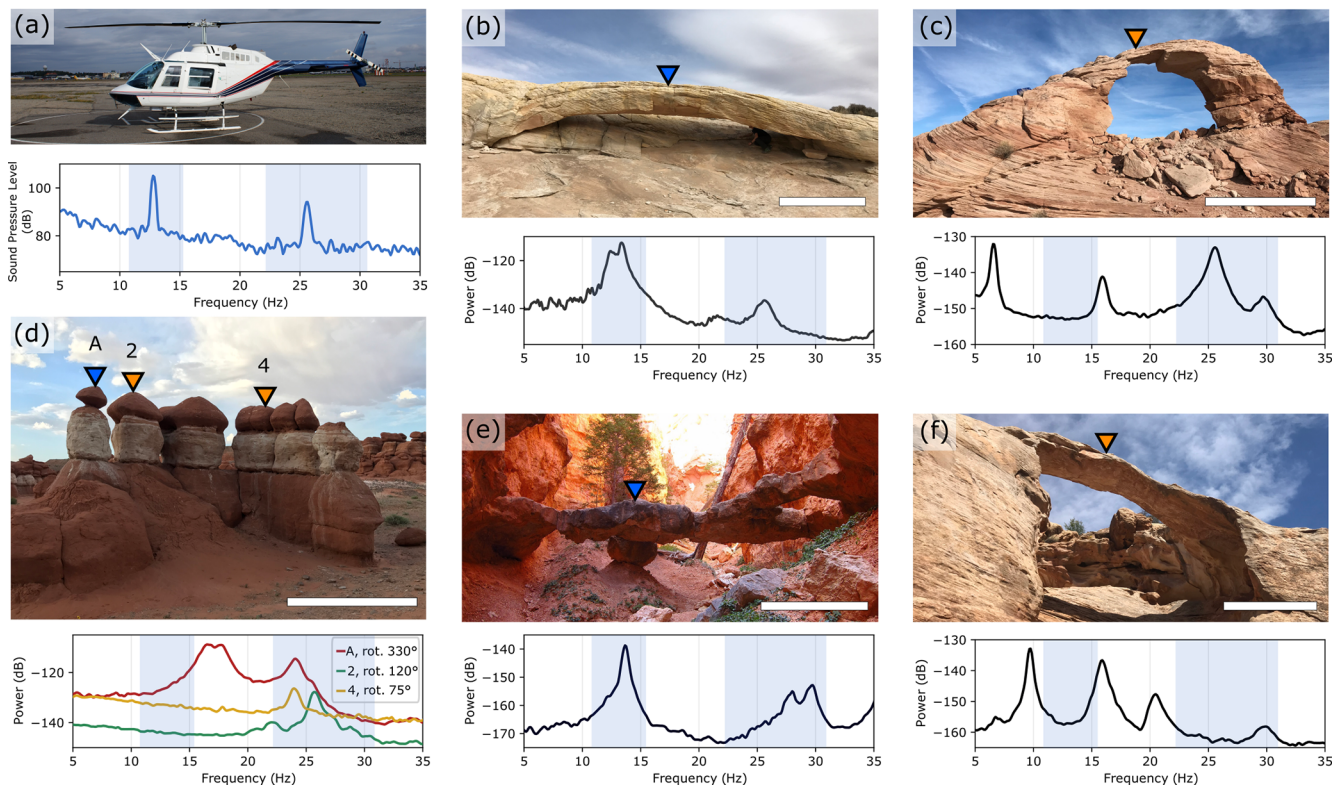 (a)
105
80
Sound Pressure Level
(dB)
5 10 15 20 25 30 35
Frequency (Hz)
(b)
−120
−140
Power (dB)
5 10 15 20 25 30 35
Frequency (Hz)
(c)
−130
−140
−150
−160
Power (dB)
5 10 15 20 25 30 35
Frequency (Hz)
(d)
A
2
4
−120
−140
Power (dB)
A, rot. 330°
2, rot. 120°
4, rot. 75°
5 10 15 20 25 30 35
Frequency (Hz)
(e)
−140
−150
−160
−170
Power (dB)
5 10 15 20 25 30 35
Frequency (Hz)
(f)
−130
−140
−150
−160
Power (dB)
5 10 15 20 25 30 35
Frequency (Hz)